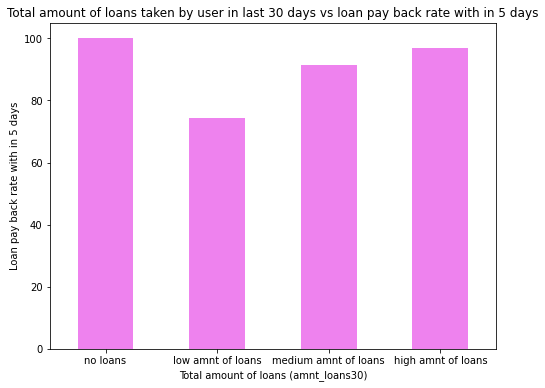 Total amount of loans taken by user in last 30 days vs loan pay back rate with in 5 days
Loan pay back rate with in 5 days
100
80
60
40
20
0
no loans
low amnt of loans
medium amnt of loans
high amnt of loans
Total amount of loans (amnt_loans30)